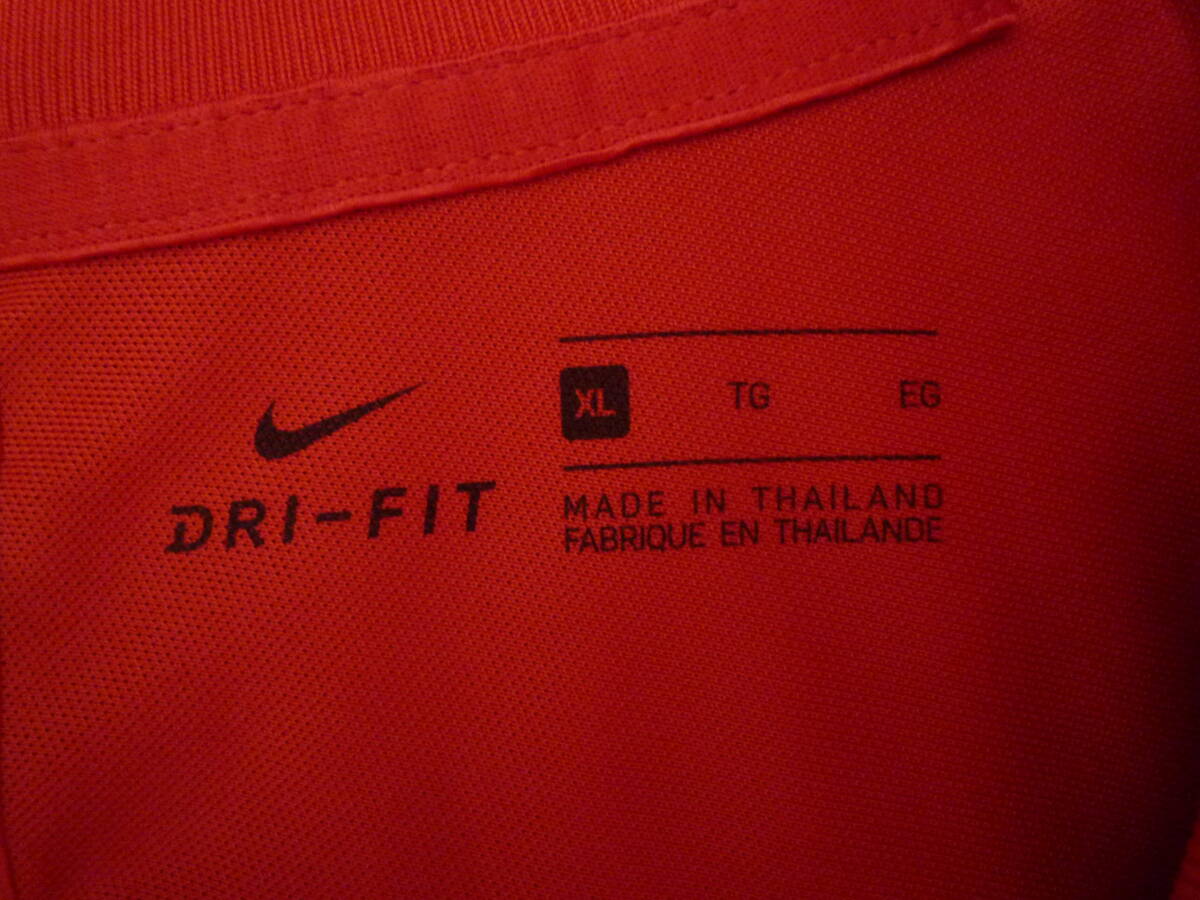 DRI-FIT
XL TG EG
MADE IN THAILAND
FABRIQUE EN THAILANDE